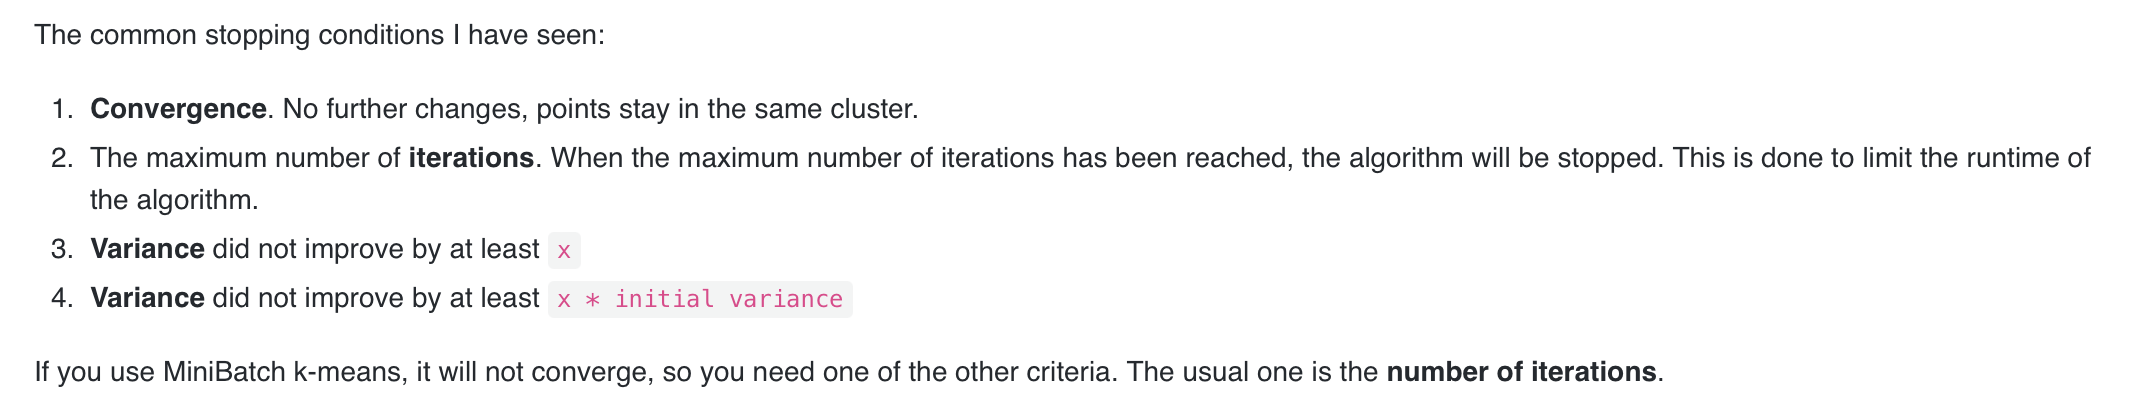 The common stopping conditions I have seen:
1. Convergence. No further changes, points stay in the same cluster.
2. The maximum number of iterations. When the maximum number of iterations has been reached, the algorithm will be stopped. This is done to limit the runtime of
the algorithm.
3. Variance did not improve by at least x
4. Variance did not improve by at least x * initial variance
If you use MiniBatch k-means, it will not converge, so you need one of the other criteria. The usual one is the number of iterations.